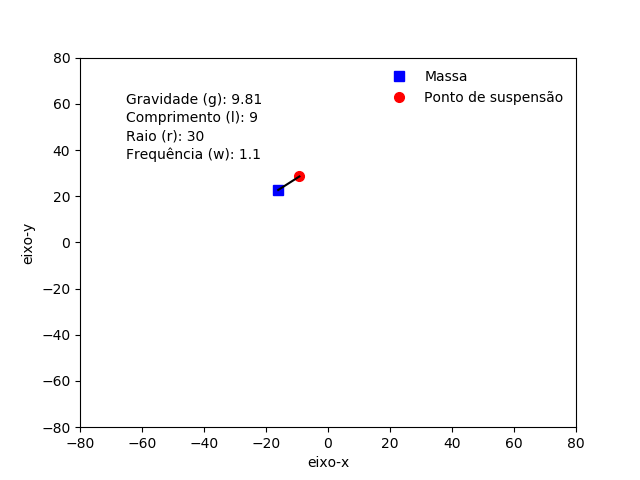 Massa
Ponto de suspensão
Gravidade (g): 9.81
Comprimento (l): 9
Raio (r): 30
Frequência (w): 1.1
80
60
40
20
0
−20
−40
−60
−80
eixo-y
−80 −60 −40 −20 0 20 40 60 80
eixo-x